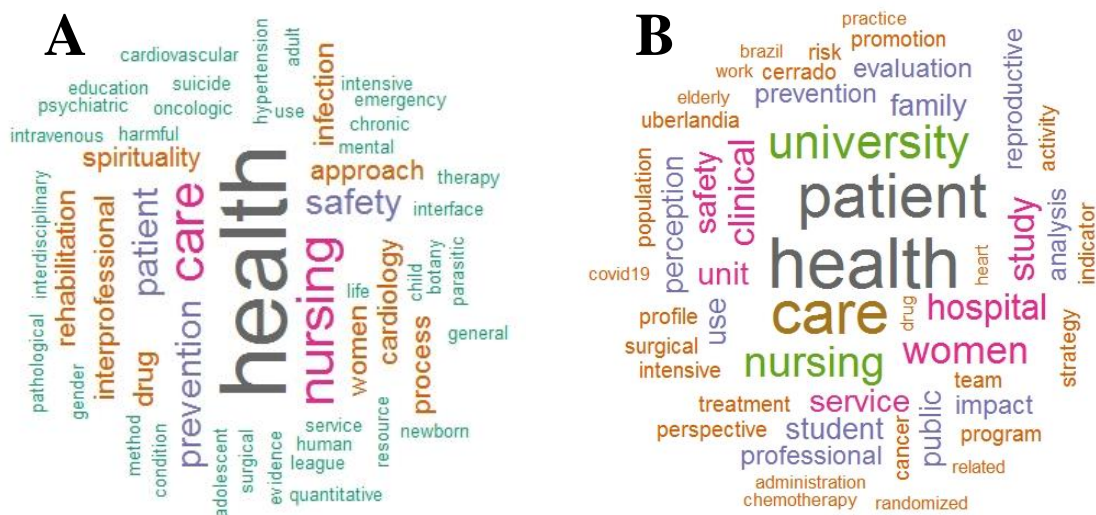 A
cardiovascular
hypertension
adult
education
suicide
psychiatric
oncologic
use
infection
intensive
emergency
chronic
mental
intravenous
harmful
spirituality
approach
therapy
health
care
patient
safety
interface
interdisciplinary
rehabilitation
interprofessional
nursing
life
women
cardiology
child
botany
parasitic
pathological
gender
drug
prevention
process
general
method
condition
adolescent
surgical
evidence
service
human
league
quantitative
resource
newborn
B
practice
promotion
brazil
risk
work
cerrado
evaluation
elderly
prevention
family
reproductive
uberlandia
university
activity
population
perception
safety
clinical
patient
study
analysis
indicator
covid19
unit
health
heart
profile
use
care
drug
hospital
surgical
intensive
nursing
women
strategy
treatment
service
team
impact
perspective
student
cancer
public
program
professional
related
administration
chemotherapy
randomized